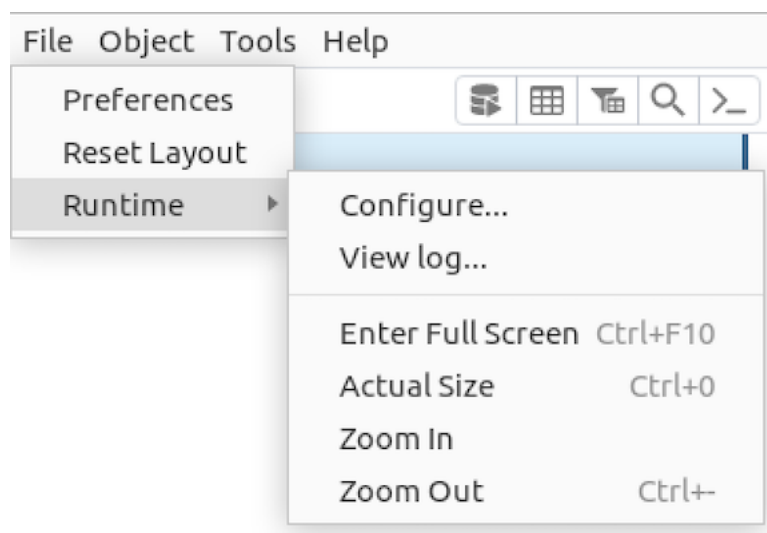 File Object Tools Help
Preferences
Reset Layout
Runtime
Configure...
View log...
Enter Full Screen Ctrl+F10
Actual Size Ctrl+0
Zoom In
Zoom Out Ctrl+-